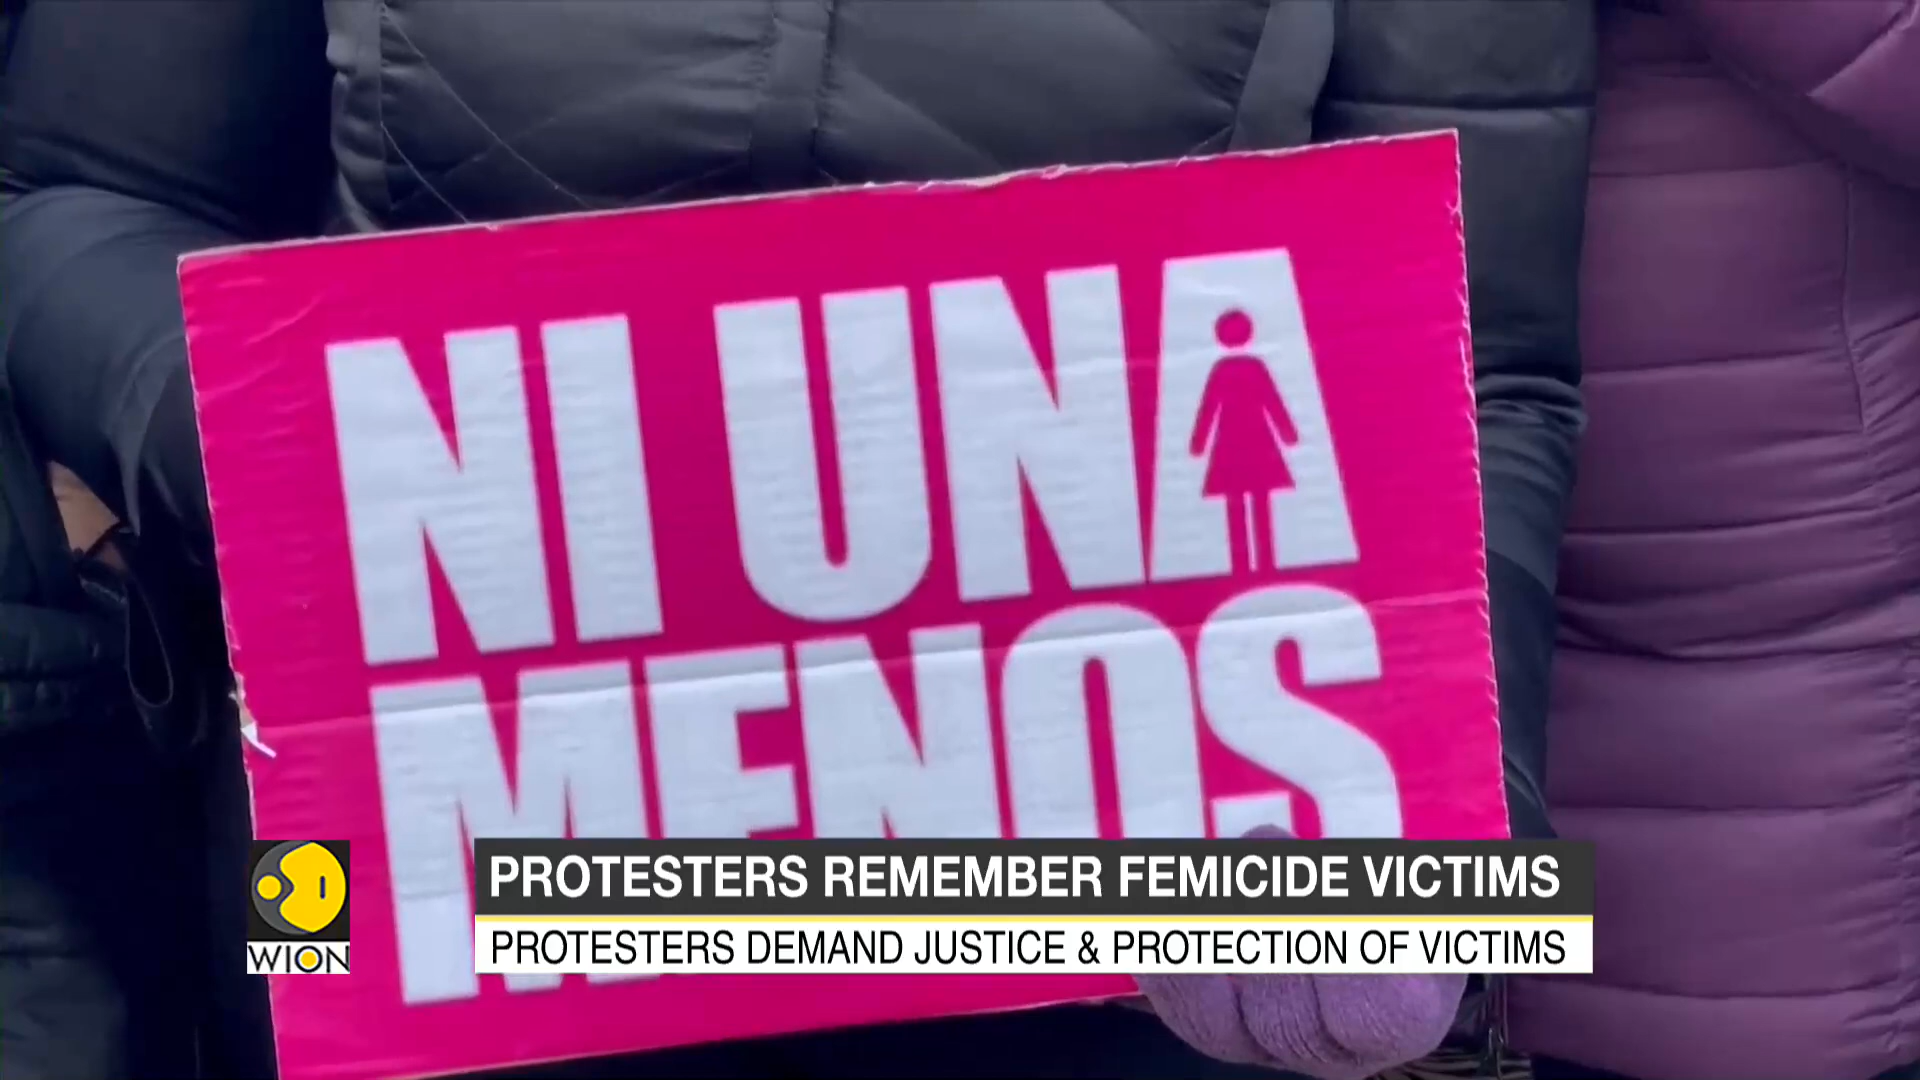 NI UNA
MENOS
PROTESTERS REMEMBER FEMICIDE VICTIMS
PROTESTERS DEMAND JUSTICE & PROTECTION OF VICTIMS
WION